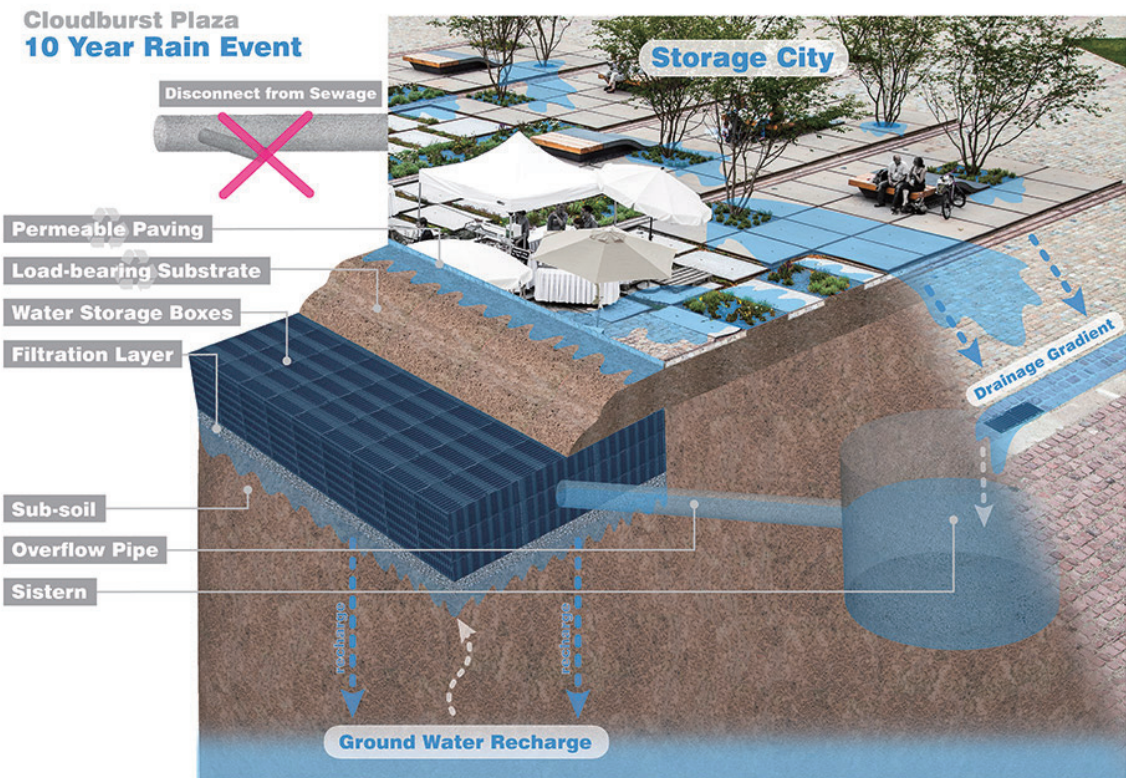 Cloudburst Plaza
10 Year Rain Event
Storage City
Disconnect from Sewage
Permeable Paving
Load-bearing Substrate
Water Storage Boxes
Filtration Layer
Drainage Gradient
Sub-soil
Overflow Pipe
Sistern
recharge
recharge
Ground Water Recharge